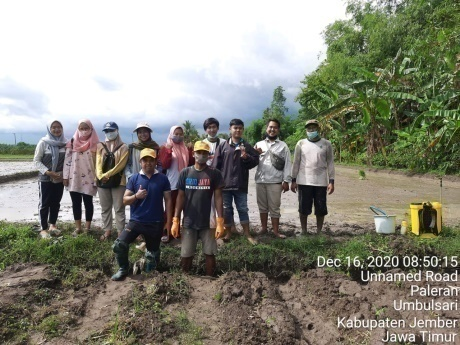 Dec 16, 2020 08:50:15
Unnamed Road
Paleran
Umbulsari
Kabupaten Jember
Jawa Timur